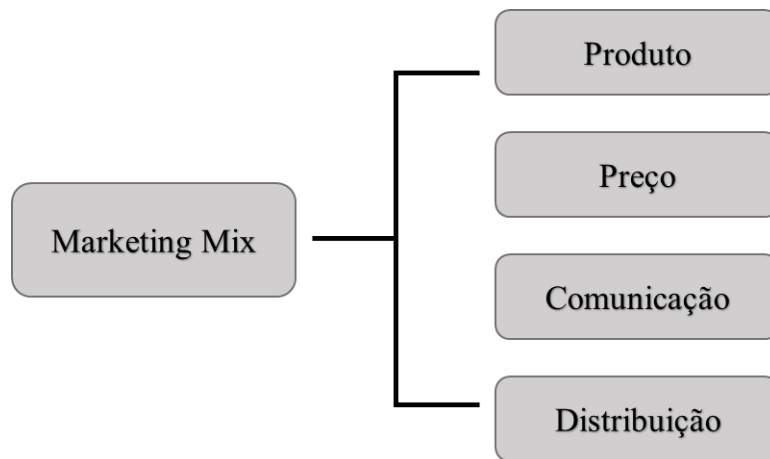 Produto
Preço
Marketing Mix
Comunicação
Distribuição